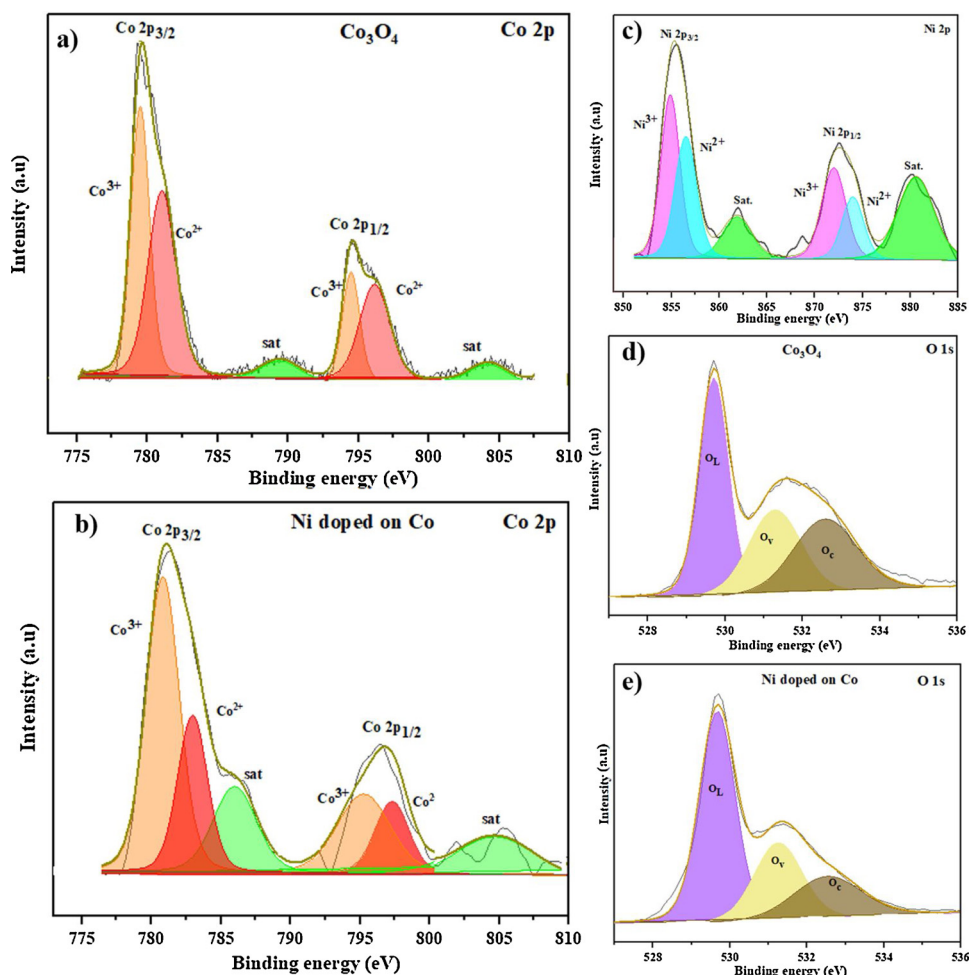 a)
Co 2p3/2
Co3O4
Co 2p
Co3+
Co2+
Co 2p1/2
Co3+
Co2+
sat
sat
Intensity (a.u)
775 780 785 790 795 800 805 810
Binding energy (eV)
b)
Co 2p3/2
Ni doped on Co
Co 2p
Co3+
Co2+
sat
Co 2p1/2
Co3+
Co2
sat
Intensity (a.u)
775 780 785 790 795 800 805 810
Binding energy (eV)
c)
Ni 2p3/2
Ni 2p
Ni3+
Ni2+
Sat.
Ni 2p1/2
Ni3+
Ni2+
Sat.
Intensity (a.u)
850 855 860 865 870 875 880 885
Binding energy (eV)
d)
Co3O4
O 1s
OL
Ov
Oc
Intensity (a.u)
528 530 532 534 536
Binding energy (eV)
e)
Ni doped on Co
O 1s
OL
Ov
Oc
Intensity (a.u)
528 530 532 534 536
Binding energy (eV)